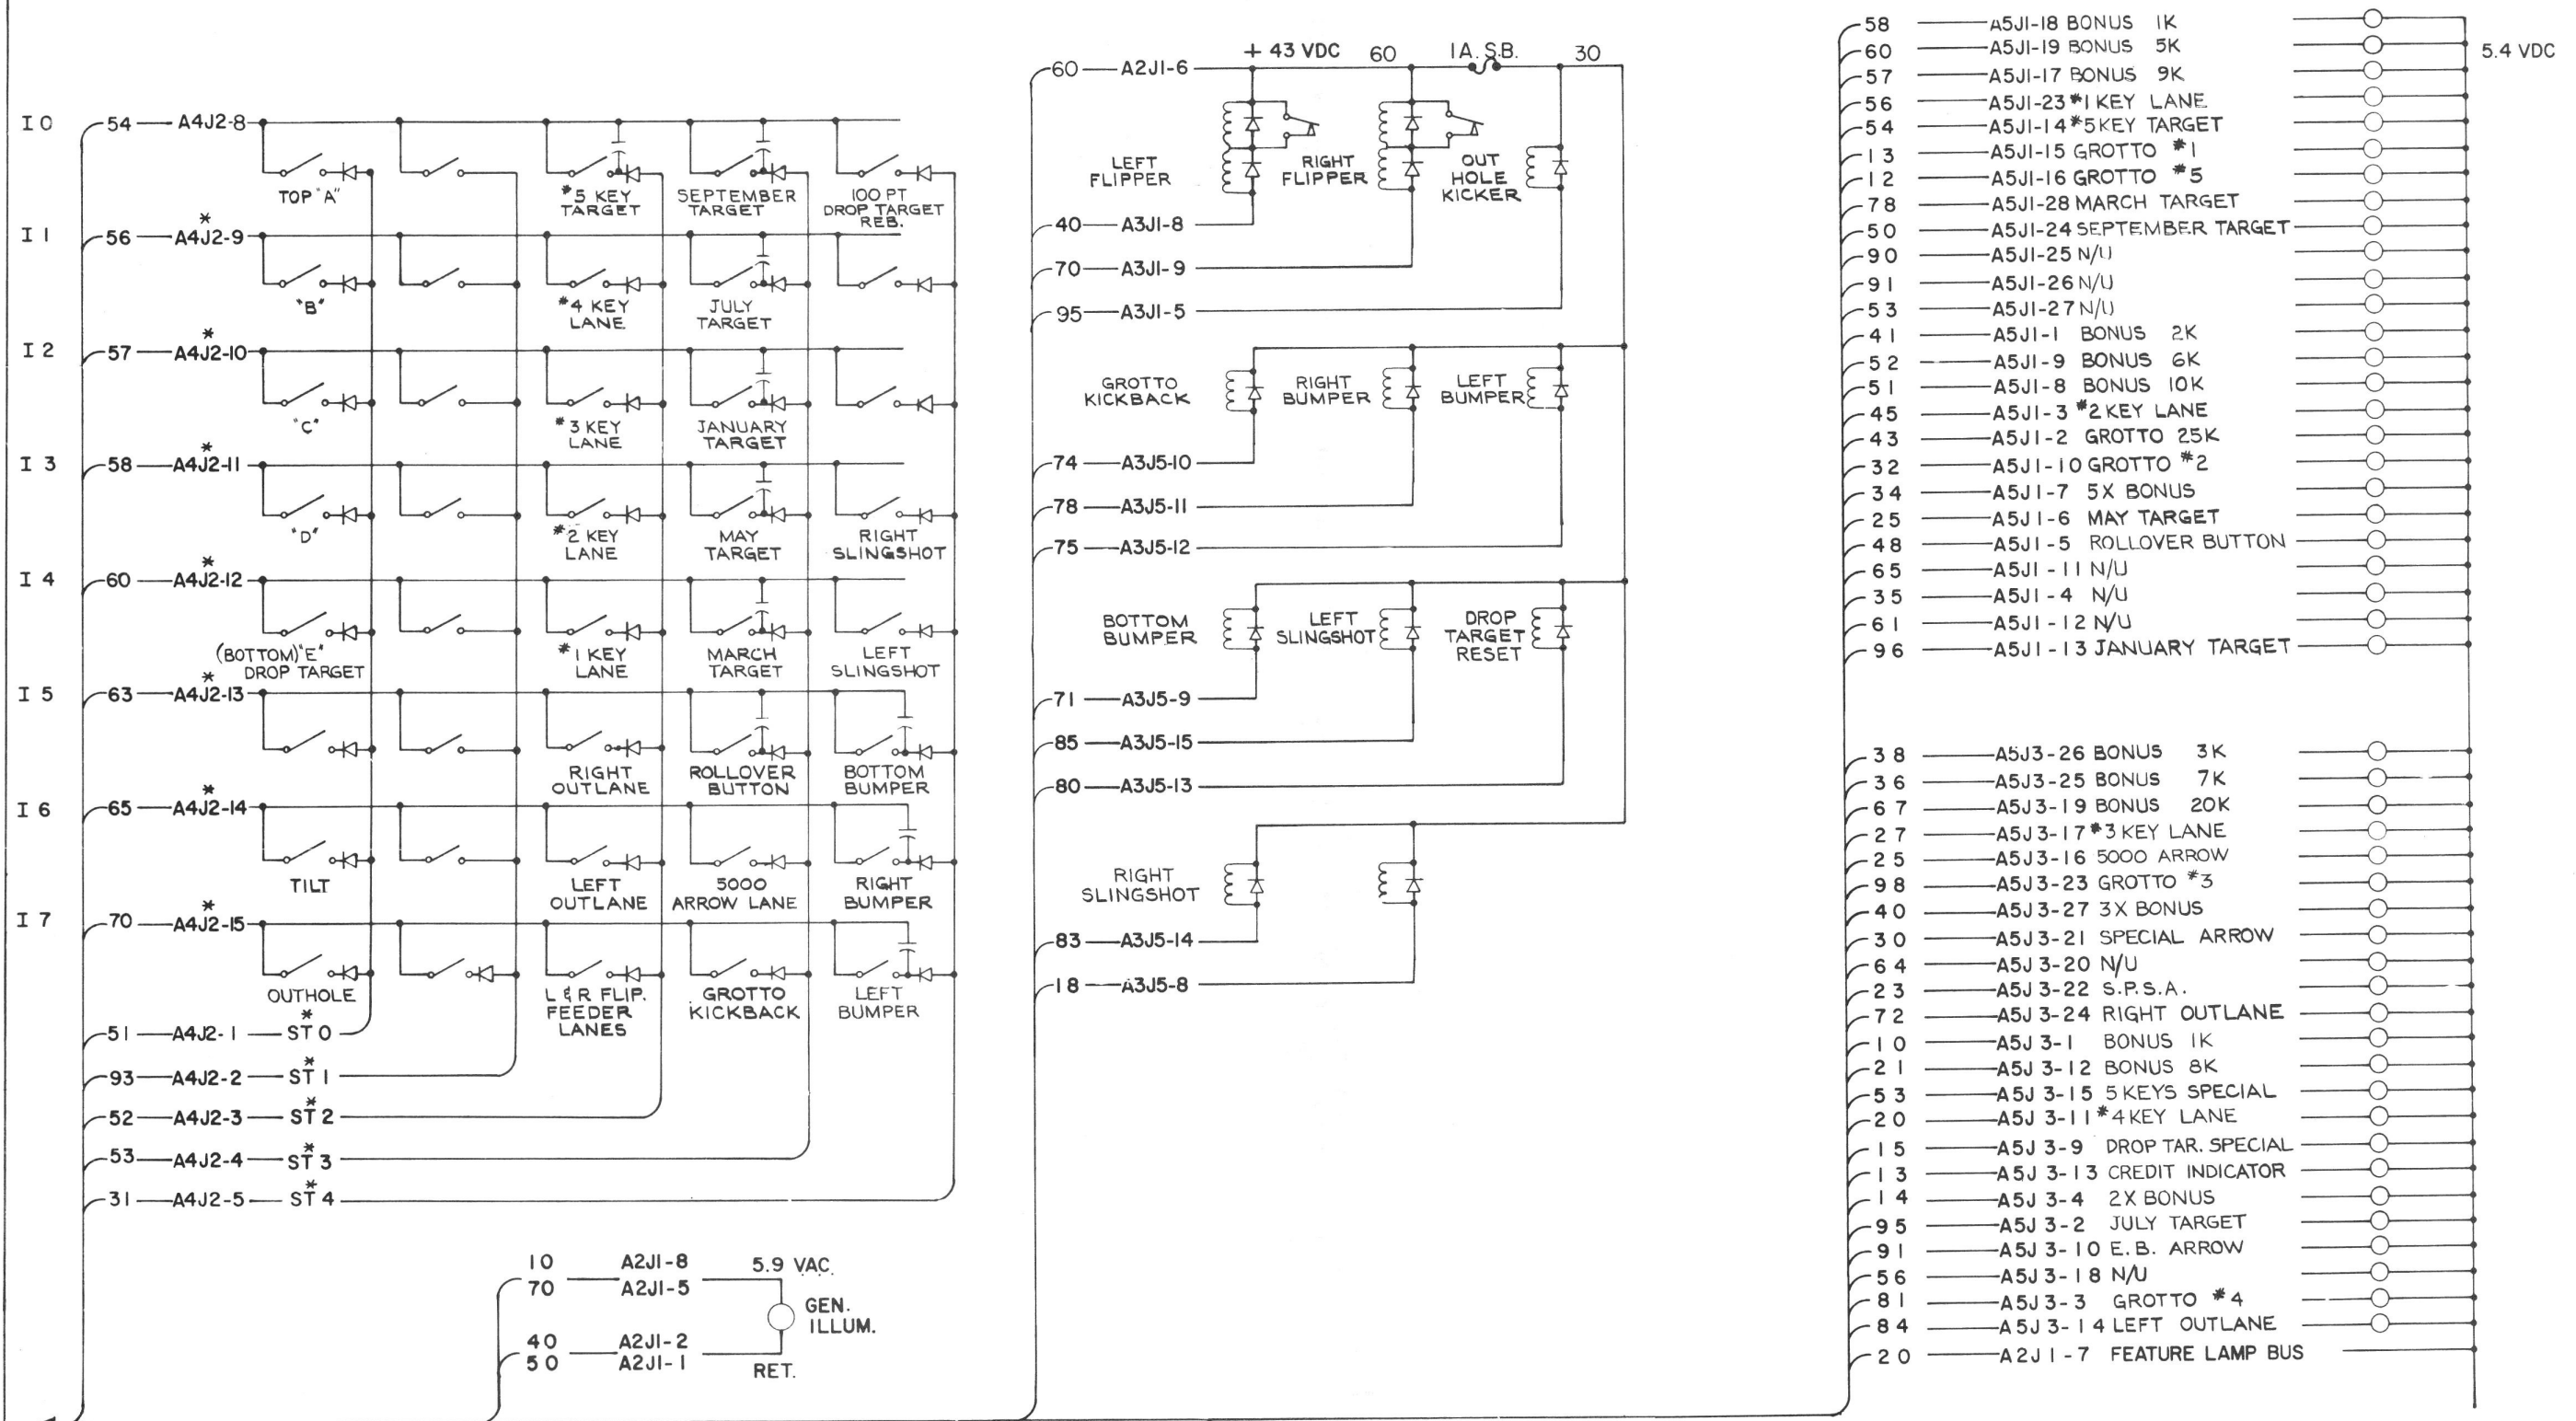 I 0
54 A4J2-8
TOP "A"
*5 KEY
TARGET
SEPTEMBER
TARGET
100 PT
DROP TARGET
REB.
I 1
*
56 A4J2-9
"B"
*4 KEY
LANE
JULY
TARGET
I 2
*
57 A4J2-10
"C"
*3 KEY
LANE
JANUARY
TARGET
I 3
*
58 A4J2-11
"D"
*2 KEY
LANE
MAY
TARGET
RIGHT
SLINGSHOT
I 4
*
60 A4J2-12
(BOTTOM)"E"
DROP TARGET
*1 KEY
LANE
MARCH
TARGET
LEFT
SLINGSHOT
I 5
*
63 A4J2-13
RIGHT
OUTLANE
ROLLOVER
BUTTON
BOTTOM
BUMPER
I 6
*
65 A4J2-14
TILT
LEFT
OUTLANE
5000
ARROW LANE
RIGHT
BUMPER
I 7
*
70 A4J2-15
OUTHOLE
L & R FLIP.
FEEDER
LANES
GROTTO
KICKBACK
LEFT
BUMPER
*
51 A4J2-1 ST 0
*
93 A4J2-2 ST 1
*
52 A4J2-3 ST 2
*
53 A4J2-4 ST 3
*
31 A4J2-5 ST 4
10 A2J1-8 5.9 VAC.
70 A2J1-5
GEN.
ILLUM.
40 A2J1-2
50 A2J1-1
RET.
60 A2J1-6 + 43 VDC 60 1A. S.B. 30
LEFT
FLIPPER
RIGHT
FLIPPER
OUT
HOLE
KICKER
40 A3J1-8
70 A3J1-9
95 A3J1-5
GROTTO
KICKBACK
RIGHT
BUMPER
LEFT
BUMPER
74 A3J5-10
78 A3J5-11
75 A3J5-12
BOTTOM
BUMPER
LEFT
SLINGSHOT
DROP
TARGET
RESET
71 A3J5-9
85 A3J5-15
80 A3J5-13
RIGHT
SLINGSHOT
83 A3J5-14
18 A3J5-8
58 A5J1-18 BONUS 1K
60 A5J1-19 BONUS 5K
5.4 VDC
57 A5J1-17 BONUS 9K
56 A5J1-23 *1 KEY LANE
54 A5J1-14 *5 KEY TARGET
13 A5J1-15 GROTTO *1
12 A5J1-16 GROTTO *5
78 A5J1-28 MARCH TARGET
50 A5J1-24 SEPTEMBER TARGET
90 A5J1-25 N/U
91 A5J1-26 N/U
53 A5J1-27 N/U
41 A5J1-1 BONUS 2K
52 A5J1-9 BONUS 6K
51 A5J1-8 BONUS 10K
45 A5J1-3 *2 KEY LANE
43 A5J1-2 GROTTO 25K
32 A5J1-10 GROTTO *2
34 A5J1-7 5X BONUS
25 A5J1-6 MAY TARGET
48 A5J1-5 ROLLOVER BUTTON
65 A5J1-11 N/U
35 A5J1-4 N/U
61 A5J1-12 N/U
96 A5J1-13 JANUARY TARGET
38 A5J3-26 BONUS 3K
36 A5J3-25 BONUS 7K
67 A5J3-19 BONUS 20K
27 A5J3-17 *3 KEY LANE
25 A5J3-16 5000 ARROW
98 A5J3-23 GROTTO *3
40 A5J3-27 3X BONUS
30 A5J3-21 SPECIAL ARROW
64 A5J3-20 N/U
23 A5J3-22 S.P.S.A.
72 A5J3-24 RIGHT OUTLANE
10 A5J3-1 BONUS 1K
21 A5J3-12 BONUS 8K
53 A5J3-15 5 KEYS SPECIAL
20 A5J3-11 *4 KEY LANE
15 A5J3-9 DROP TAR. SPECIAL
13 A5J3-13 CREDIT INDICATOR
14 A5J3-4 2X BONUS
95 A5J3-2 JULY TARGET
91 A5J3-10 E.B. ARROW
56 A5J3-18 N/U
81 A5J3-3 GROTTO *4
84 A5J3-14 LEFT OUTLANE
20 A2J1-7 FEATURE LAMP BUS